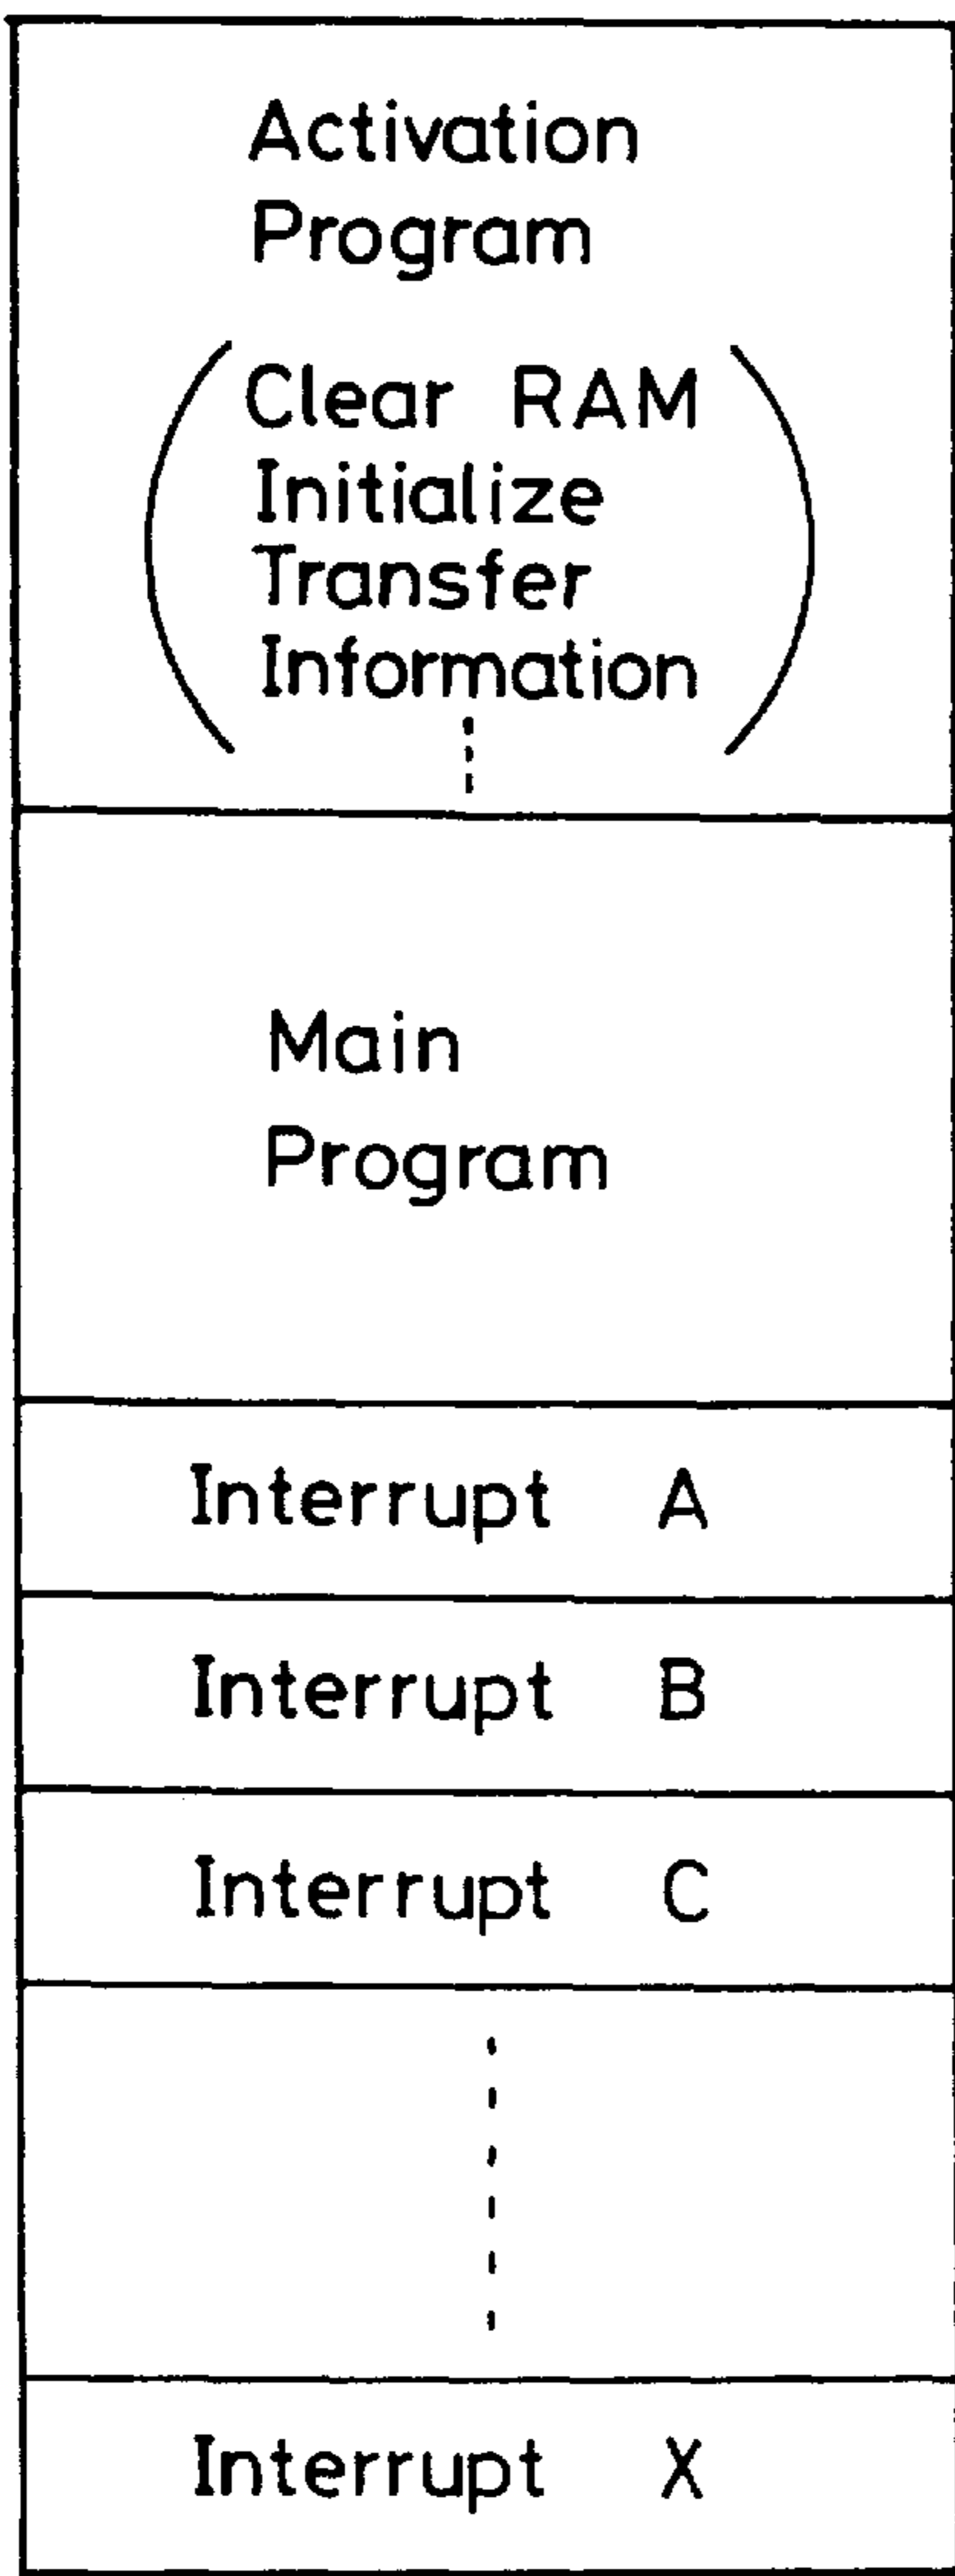 Activation
Program
Clear RAM
Initialize
Transfer
Information
Main
Program
Interrupt A
Interrupt B
Interrupt C
Interrupt X